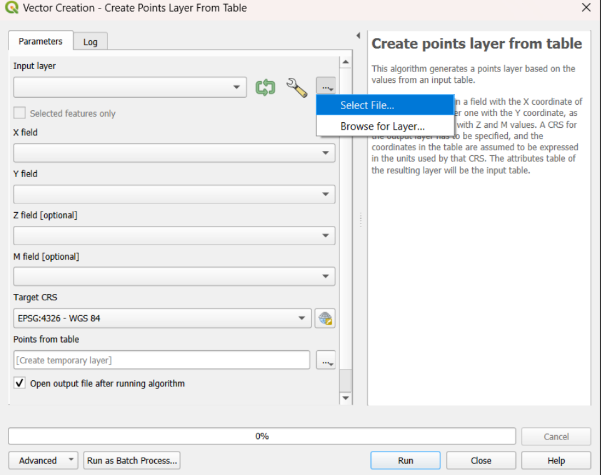 Vector Creation - Create Points Layer From Table
Parameters
Log
Input layer
Select File...
Browse for Layer...
Selected features only
X field
Y field
Z field [optional]
M field [optional]
Target CRS
EPSG:4326 - WGS 84
Points from table
[Create temporary layer]
Open output file after running algorithm
Create points layer from table
This algorithm generates a points layer based on the
values from an input table.
n a field with the X coordinate of
er one with the Y coordinate, as
with Z and M values. A CRS for
the output layer has to be specified, and the
coordinates in the table are assumed to be expressed
in the units used by that CRS. The attributes table of
the resulting layer will be the input table.
0%
Cancel
Advanced
Run as Batch Process...
Run
Close
Help